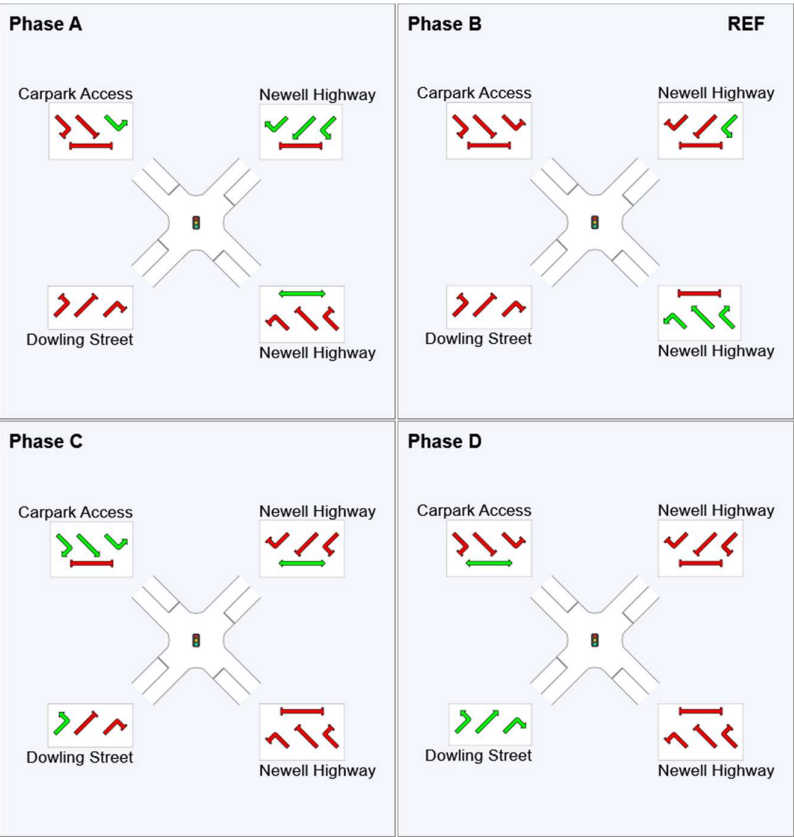 Phase A
Carpark Access
Newell Highway
Dowling Street
Newell Highway
Phase B
REF
Carpark Access
Newell Highway
Dowling Street
Newell Highway
Phase C
Carpark Access
Newell Highway
Dowling Street
Newell Highway
Phase D
Carpark Access
Newell Highway
Dowling Street
Newell Highway